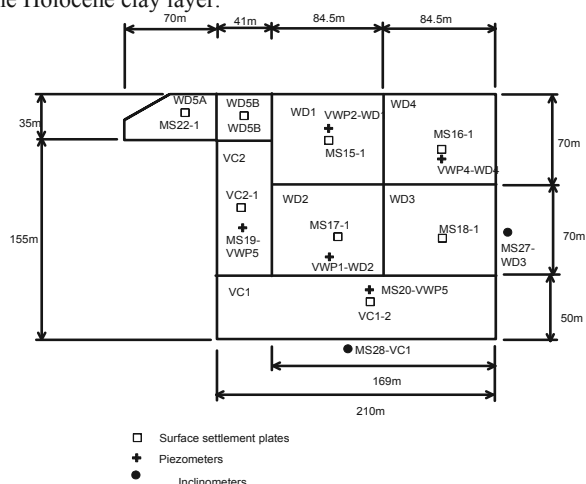 he Holocene clay layer.
70m 41m 84.5m 84.5m
WD5A WD5B WD1 VWP2-WD1 WD4
35m MS22-1 WD5B MS15-1 MS16-1 VWP4-WD4 70m
VC2
VC2-1 WD2 MS17-1 WD3 MS18-1
155m MS19-VWP5 VWP1-WD2 MS27-WD3 70m
VC1 MS20-VWP5
VC1-2 50m
MS28-VC1
169m
210m
Surface settlement plates
Piezometers
Inclinometers